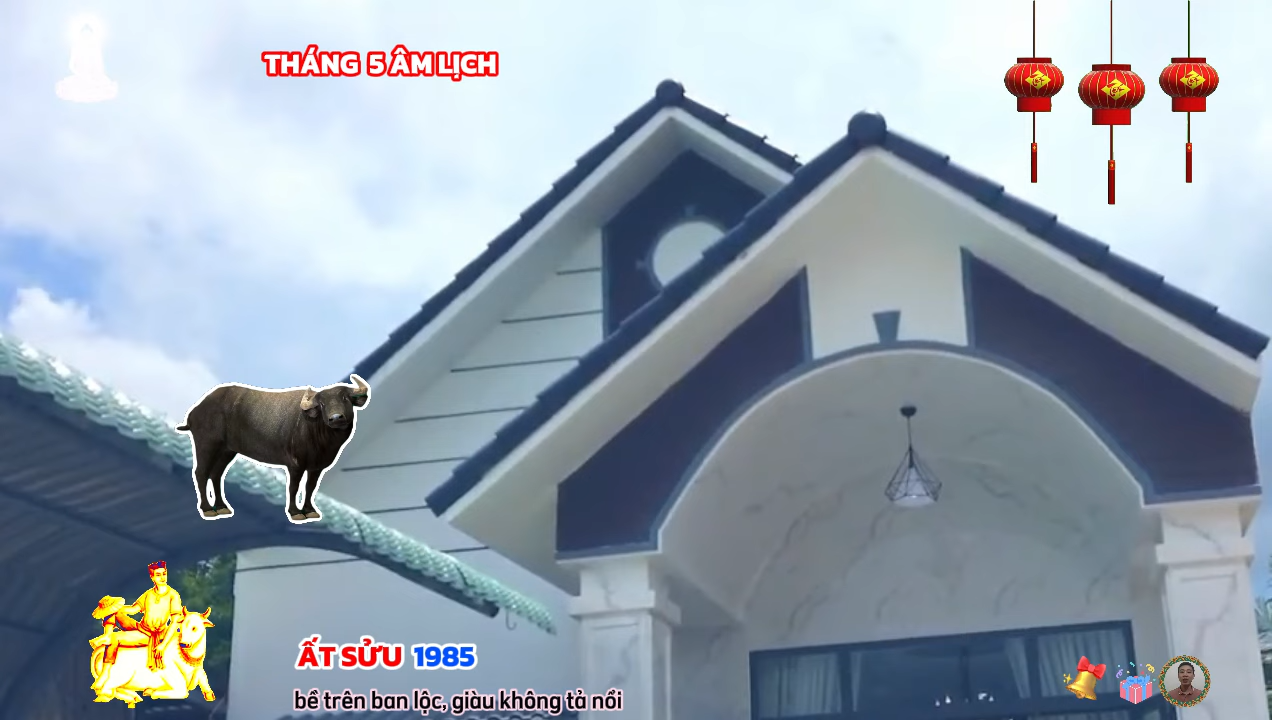 THÁNG 5 ÂM LỊCH
ẤT SỬU 1985
bề trên ban lộc, giàu không tả nổi